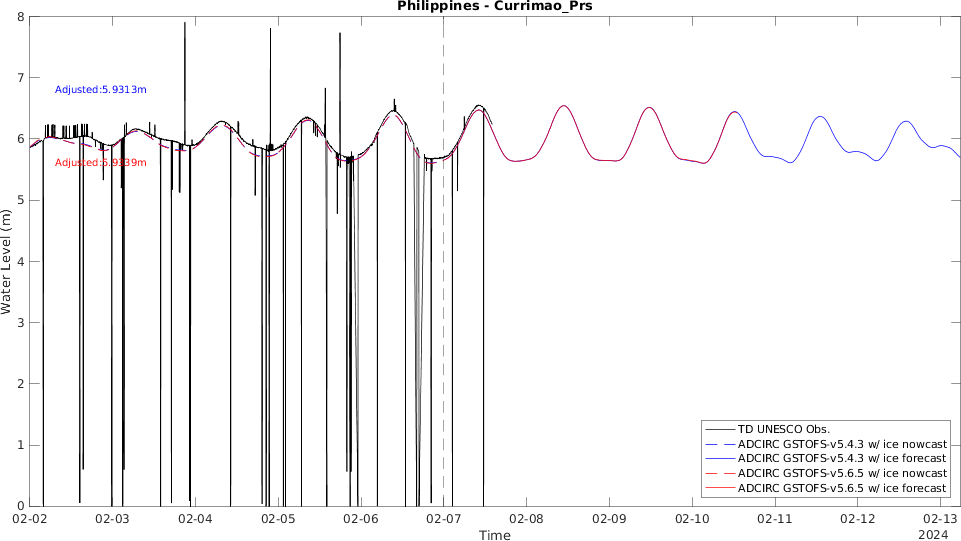 Philippines - Currimao_Prs
8
7
6
5
4
3
2
1
0
Water Level (m)
Adjusted:5.9313m
Adjusted:5.9339m
TD UNESCO Obs.
ADCIRC GSTOFS-v5.4.3 w/ ice nowcast
ADCIRC GSTOFS-v5.4.3 w/ ice forecast
ADCIRC GSTOFS-v5.6.5 w/ ice nowcast
ADCIRC GSTOFS-v5.6.5 w/ ice forecast
02-02 02-03 02-04 02-05 02-06 02-07 02-08 02-09 02-10 02-11 02-12 02-13
Time
2024